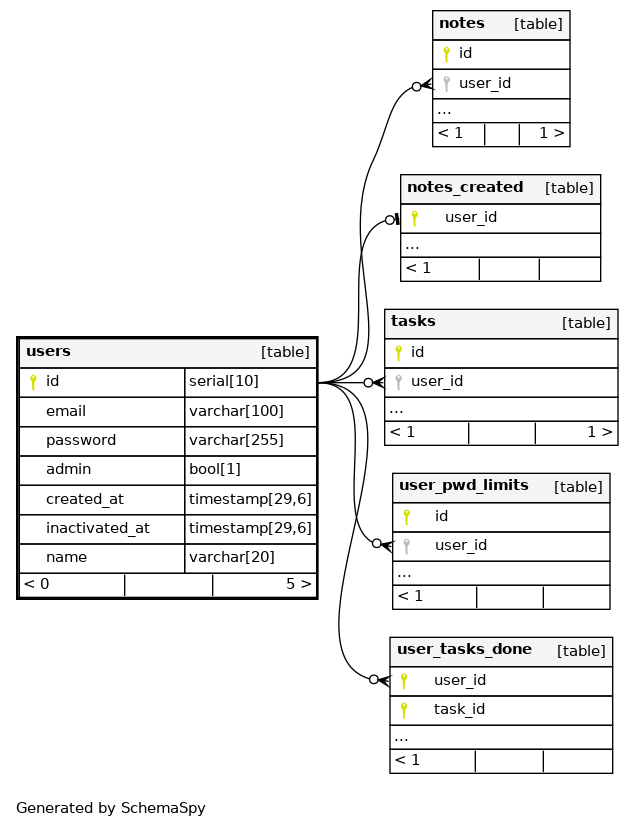 notes [table]
id
user_id
...
< 1 1 >
notes_created [table]
user_id
...
< 1
tasks [table]
id
user_id
...
< 1 1 >
users [table]
id serial[10]
email varchar[100]
password varchar[255]
admin bool[1]
created_at timestamp[29,6]
inactivated_at timestamp[29,6]
name varchar[20]
< 0 5 >
user_pwd_limits [table]
id
user_id
...
< 1
user_tasks_done [table]
user_id
task_id
...
< 1
Generated by SchemaSpy